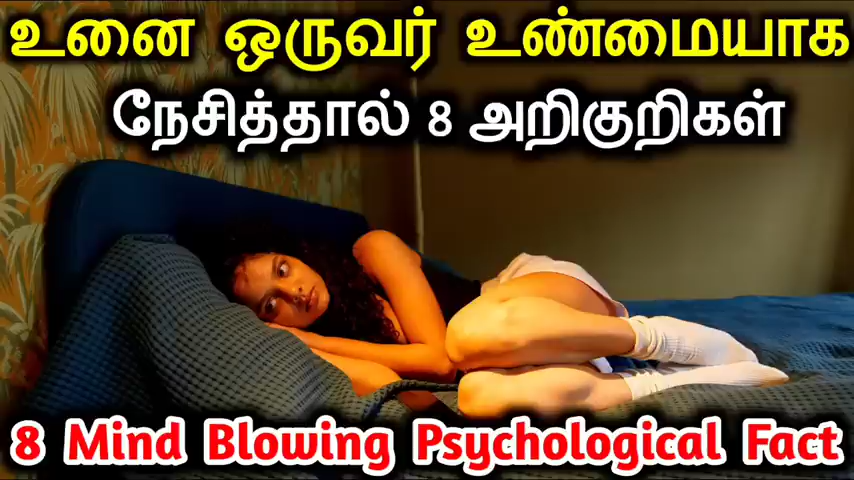 உனை ஒருவர் உண்மையாக
நேசித்தால் 8 அறிகுறிகள்
8 Mind Blowing Psychological Fact